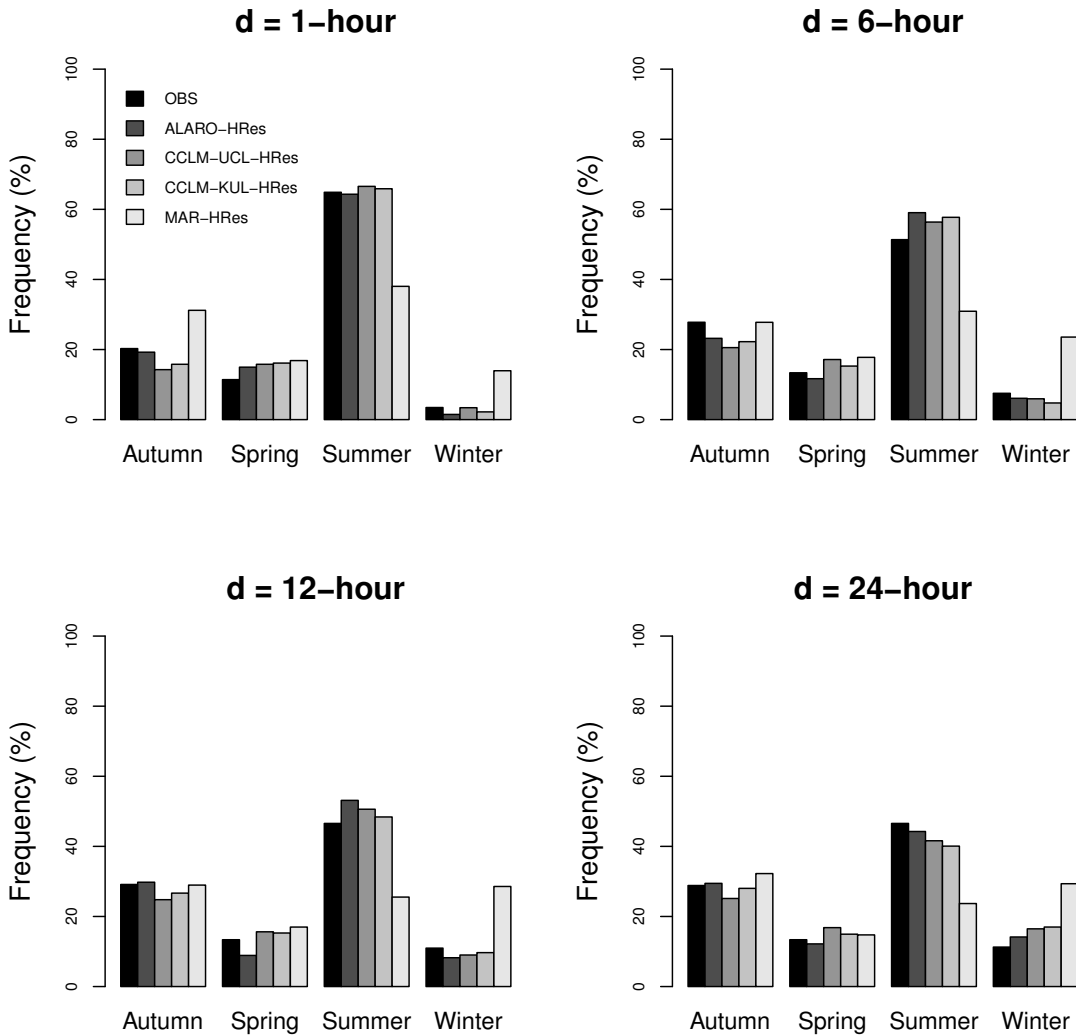 d = 1−hour
Frequency (%)
0 20 40 60 80 100
OBS
ALARO−HRes
CCLM−UCL−HRes
CCLM−KUL−HRes
MAR−HRes
Autumn Spring Summer Winter
d = 6−hour
Frequency (%)
0 20 40 60 80 100
Autumn Spring Summer Winter
d = 12−hour
Frequency (%)
0 20 40 60 80 100
Autumn Spring Summer Winter
d = 24−hour
Frequency (%)
0 20 40 60 80 100
Autumn Spring Summer Winter